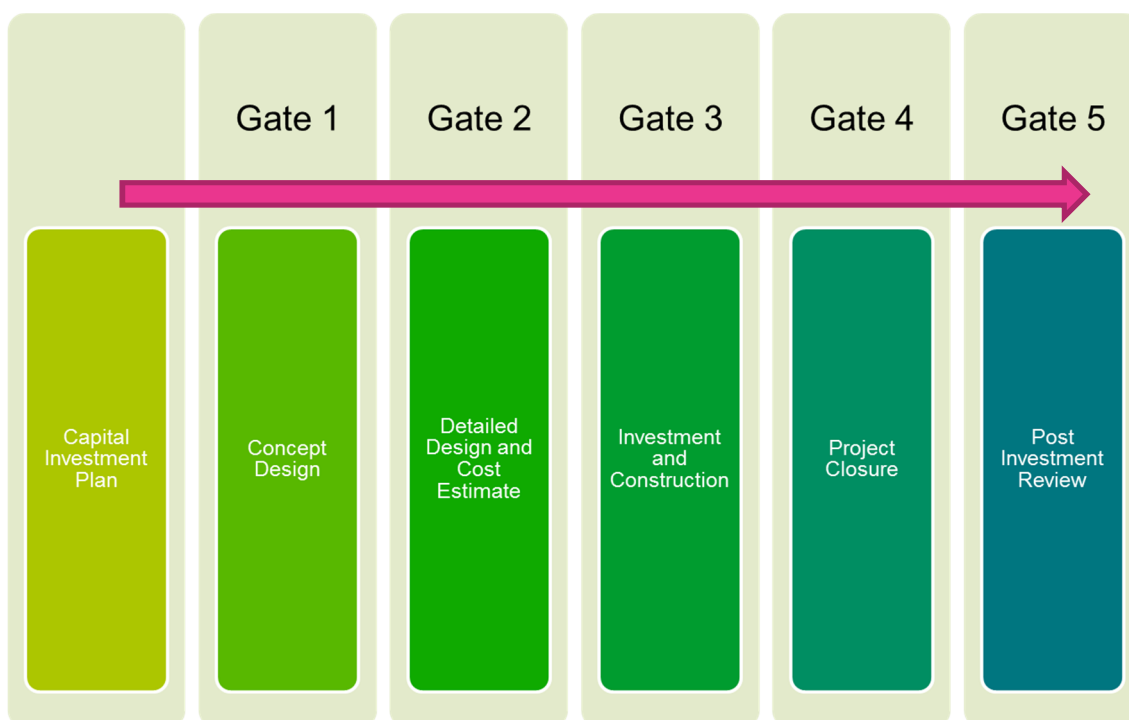 Gate 1
Gate 2
Gate 3
Gate 4
Gate 5
Capital
Investment
Plan
Concept
Design
Detailed
Design and
Cost
Estimate
Investment
and
Construction
Project
Closure
Post
Investment
Review